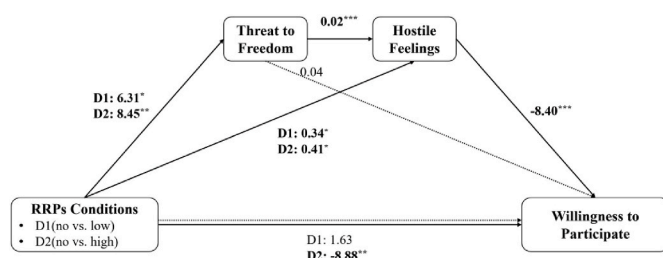 0.02***
Threat to
Freedom
Hostile
Feelings
0.04
D1: 6.31*
D2: 8.45**
-8.40***
D1: 0.34*
D2: 0.41*
RRPs Conditions
• D1(no vs. low)
• D2(no vs. high)
Willingness to
Participate
D1: 1.63
D2: -8.88**